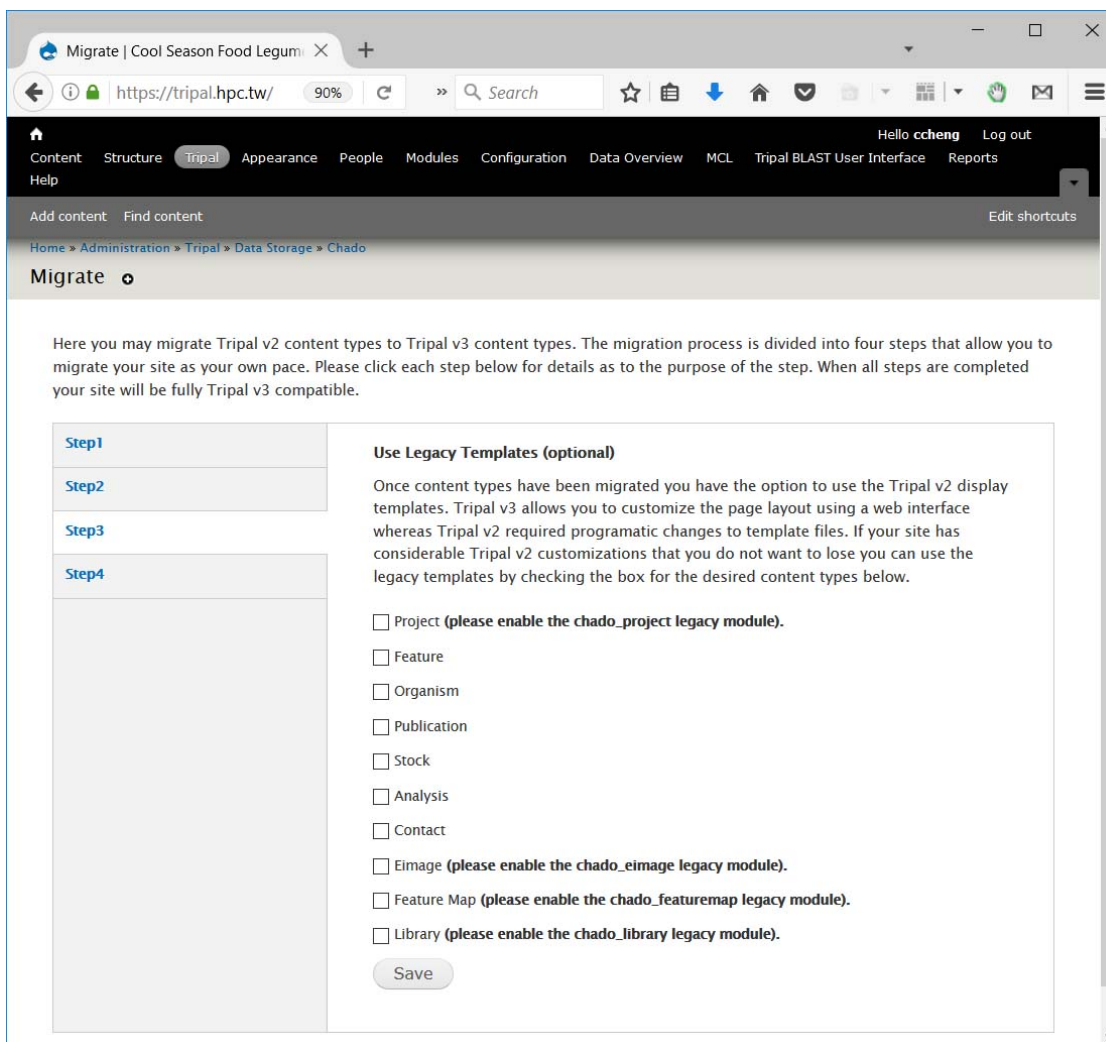 Migrate | Cool Season Food Legum
https://tripal.hpc.tw/ 90% » Search
Hello ccheng Log out
Content Structure Tripal Appearance People Modules Configuration Data Overview MCL Tripal BLAST User Interface Reports
Help
Add content Find content Edit shortcuts
Home » Administration » Tripal » Data Storage » Chado
Migrate
Here you may migrate Tripal v2 content types to Tripal v3 content types. The migration process is divided into four steps that allow you to
migrate your site as your own pace. Please click each step below for details as to the purpose of the step. When all steps are completed
your site will be fully Tripal v3 compatible.
Step1
Step2
Step3
Step4
Use Legacy Templates (optional)
Once content types have been migrated you have the option to use the Tripal v2 display
templates. Tripal v3 allows you to customize the page layout using a web interface
whereas Tripal v2 required programatic changes to template files. If your site has
considerable Tripal v2 customizations that you do not want to lose you can use the
legacy templates by checking the box for the desired content types below.
Project (please enable the chado_project legacy module).
Feature
Organism
Publication
Stock
Analysis
Contact
Eimage (please enable the chado_eimage legacy module).
Feature Map (please enable the chado_featuremap legacy module).
Library (please enable the chado_library legacy module).
Save